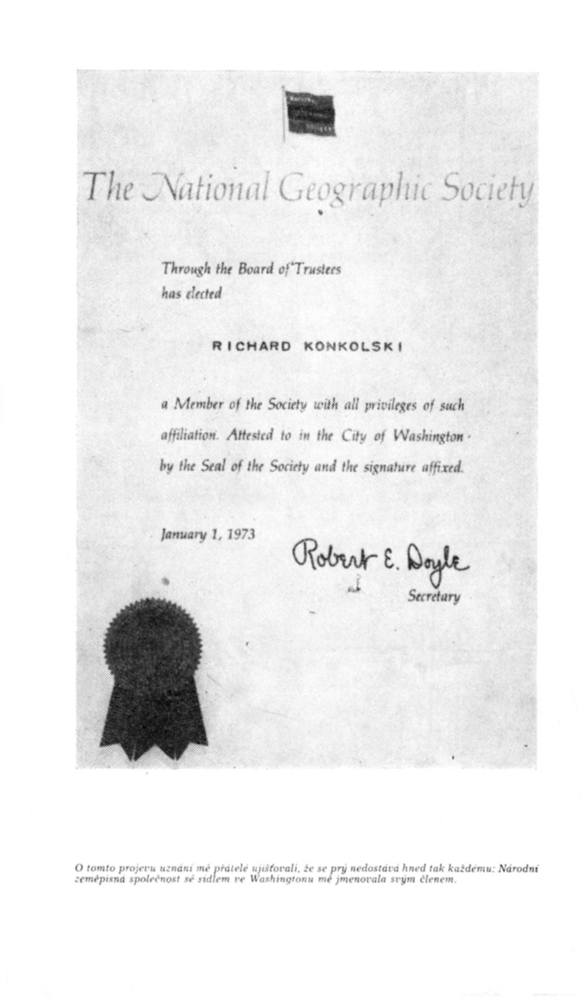 NATIONAL
GEOGRAPHIC
SOCIETY
The National Geographic Society
Through the Board of Trustees
has elected
RICHARD KONKOLSKI
a Member of the Society with all privileges of such
affiliation. Attested to in the City of Washington
by the Seal of the Society and the signature affixed.
January 1, 1973
Robert E. Doyle
Secretary
O tomto projevu uznání mě přátelé ujišťovali, že se prý nedostává hned tak každému: Národní
zeměpisná společnost se sídlem ve Washingtonu mě jmenovala svým členem.